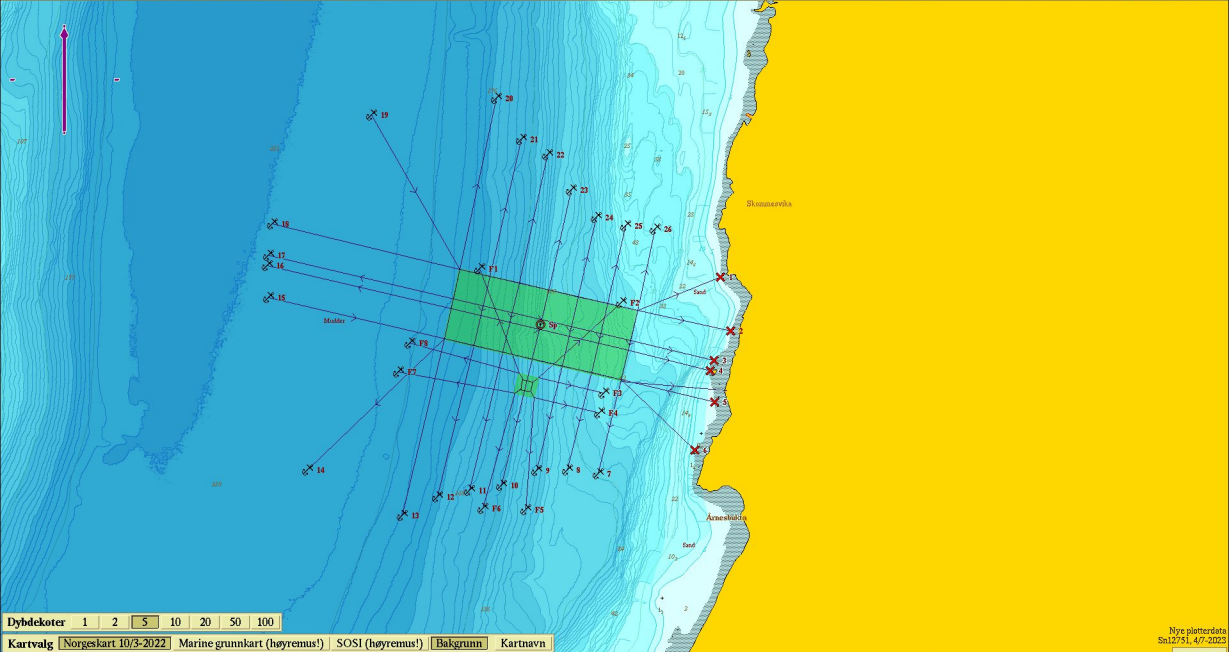 20
19
21
22
23
24
25
26
Skommesvika
18
17
16
F1
1
Sand
15
F2
Mudder
Sp
2
F8
3
4
F7
F3
5
F4
6
14
9
8
7
10
11
12
F6
F5
13
Årnesbukta
Sand
Dybdekoter 1 2 5 10 20 50 100
Kartvalg Norgeskart 10/3-2022 Marine grunnkart (høyremus!) SOSI (høyremus!) Bakgrunn Kartnavn
Nye plotterdata
Sn12751, 4/7-2023